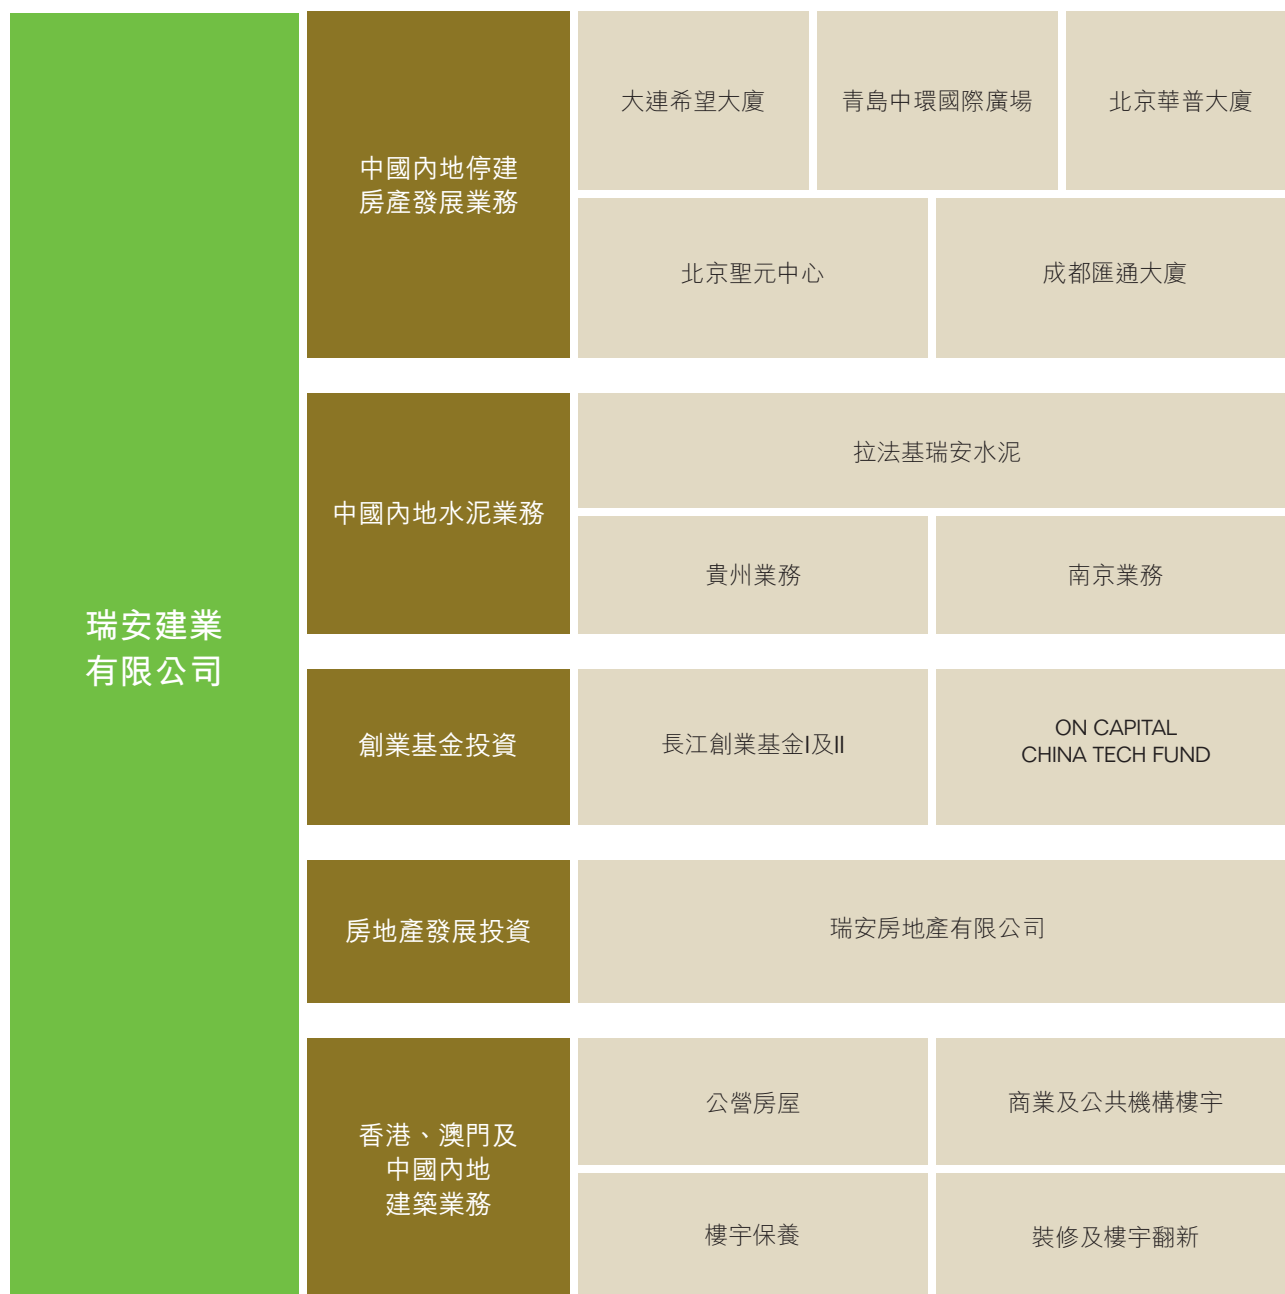 瑞安建業
有限公司
中國內地停建
房產發展業務
大連希望大廈
青島中環國際廣場
北京華普大廈
北京聖元中心
成都匯通大廈
中國內地水泥業務
拉法基瑞安水泥
貴州業務
南京業務
創業基金投資
長江創業基金I及II
ON CAPITAL
CHINA TECH FUND
房地產發展投資
瑞安房地產有限公司
香港、澳門及
中國內地
建築業務
公營房屋
商業及公共機構樓宇
樓宇保養
裝修及樓宇翻新